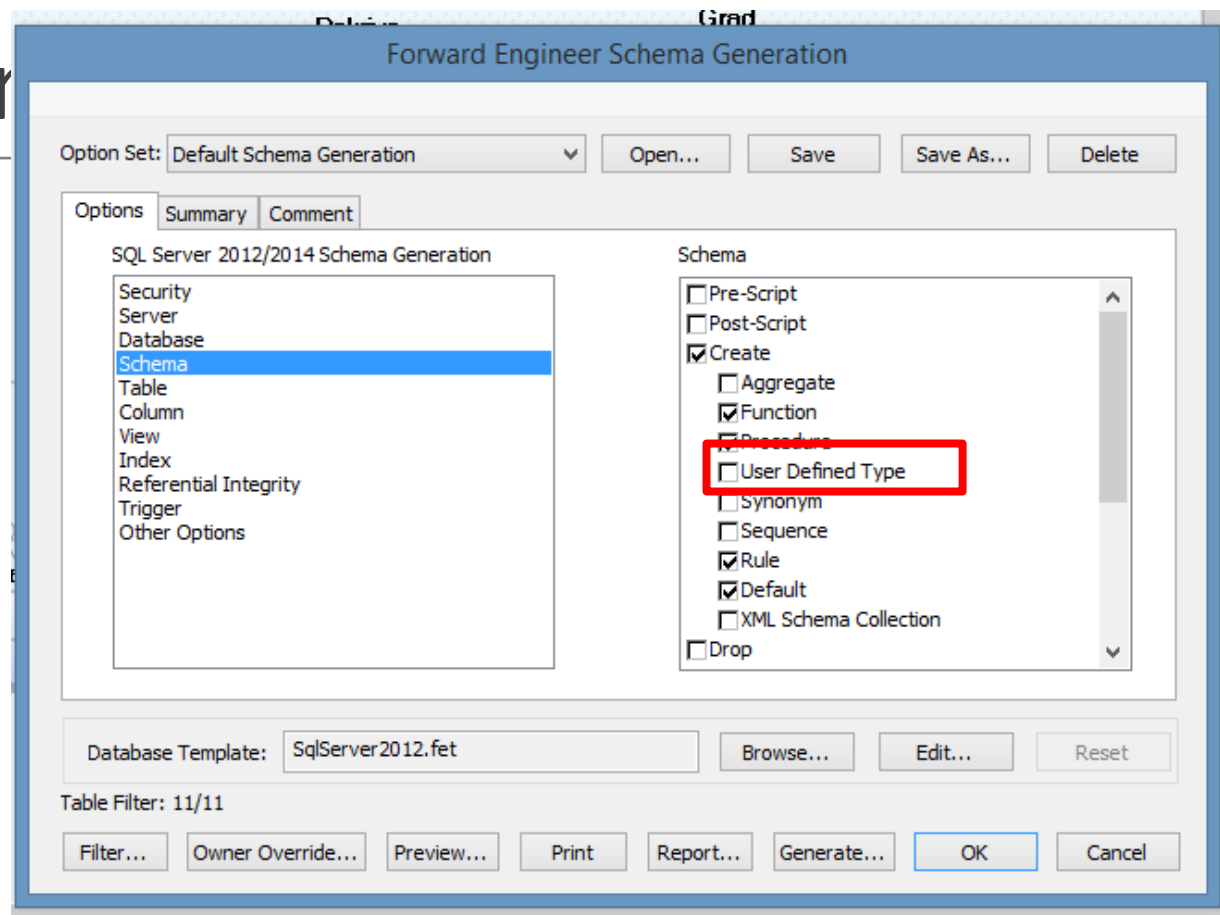 Grad
Forward Engineer Schema Generation
Option Set: Default Schema Generation Open... Save Save As... Delete
Options Summary Comment
SQL Server 2012/2014 Schema Generation
Security
Server
Database
Schema
Table
Column
View
Index
Referential Integrity
Trigger
Other Options
Schema
Pre-Script
Post-Script
Create
Aggregate
Function
Procedure
User Defined Type
Synonym
Sequence
Rule
Default
XML Schema Collection
Drop
Database Template: SqlServer2012.fet Browse... Edit... Reset
Table Filter: 11/11
Filter... Owner Override... Preview... Print Report... Generate... OK Cancel